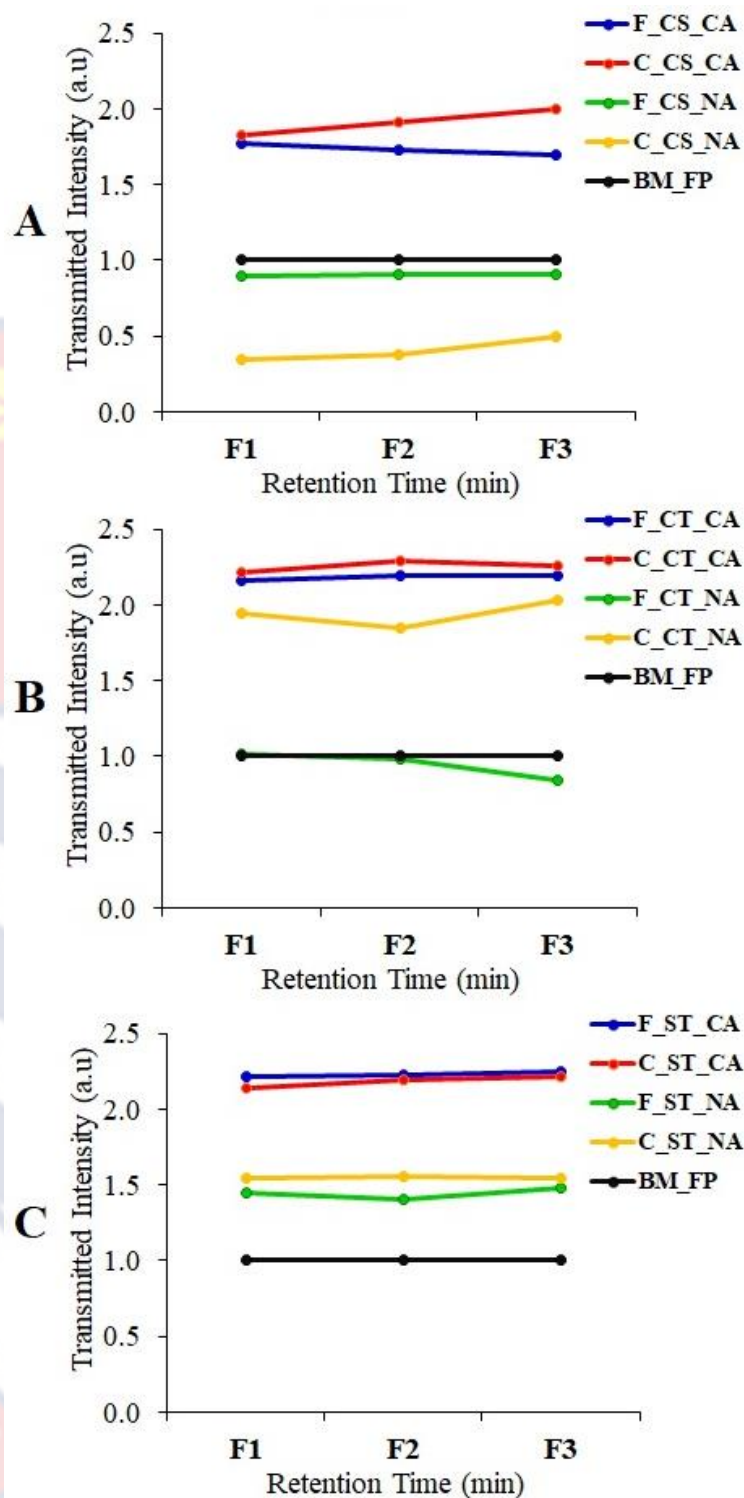 A
Transmitted Intensity (a.u)
2.5
2.0
1.5
1.0
0.5
0.0
F1 F2 F3
Retention Time (min)
F_CS_CA
C_CS_CA
F_CS_NA
C_CS_NA
BM_FP
B
Transmitted Intensity (a.u)
2.5
2.0
1.5
1.0
0.5
0.0
F1 F2 F3
Retention Time (min)
F_CT_CA
C_CT_CA
F_CT_NA
C_CT_NA
BM_FP
C
Transmitted Intensity (a.u)
2.5
2.0
1.5
1.0
0.5
0.0
F1 F2 F3
Retention Time (min)
F_ST_CA
C_ST_CA
F_ST_NA
C_ST_NA
BM_FP